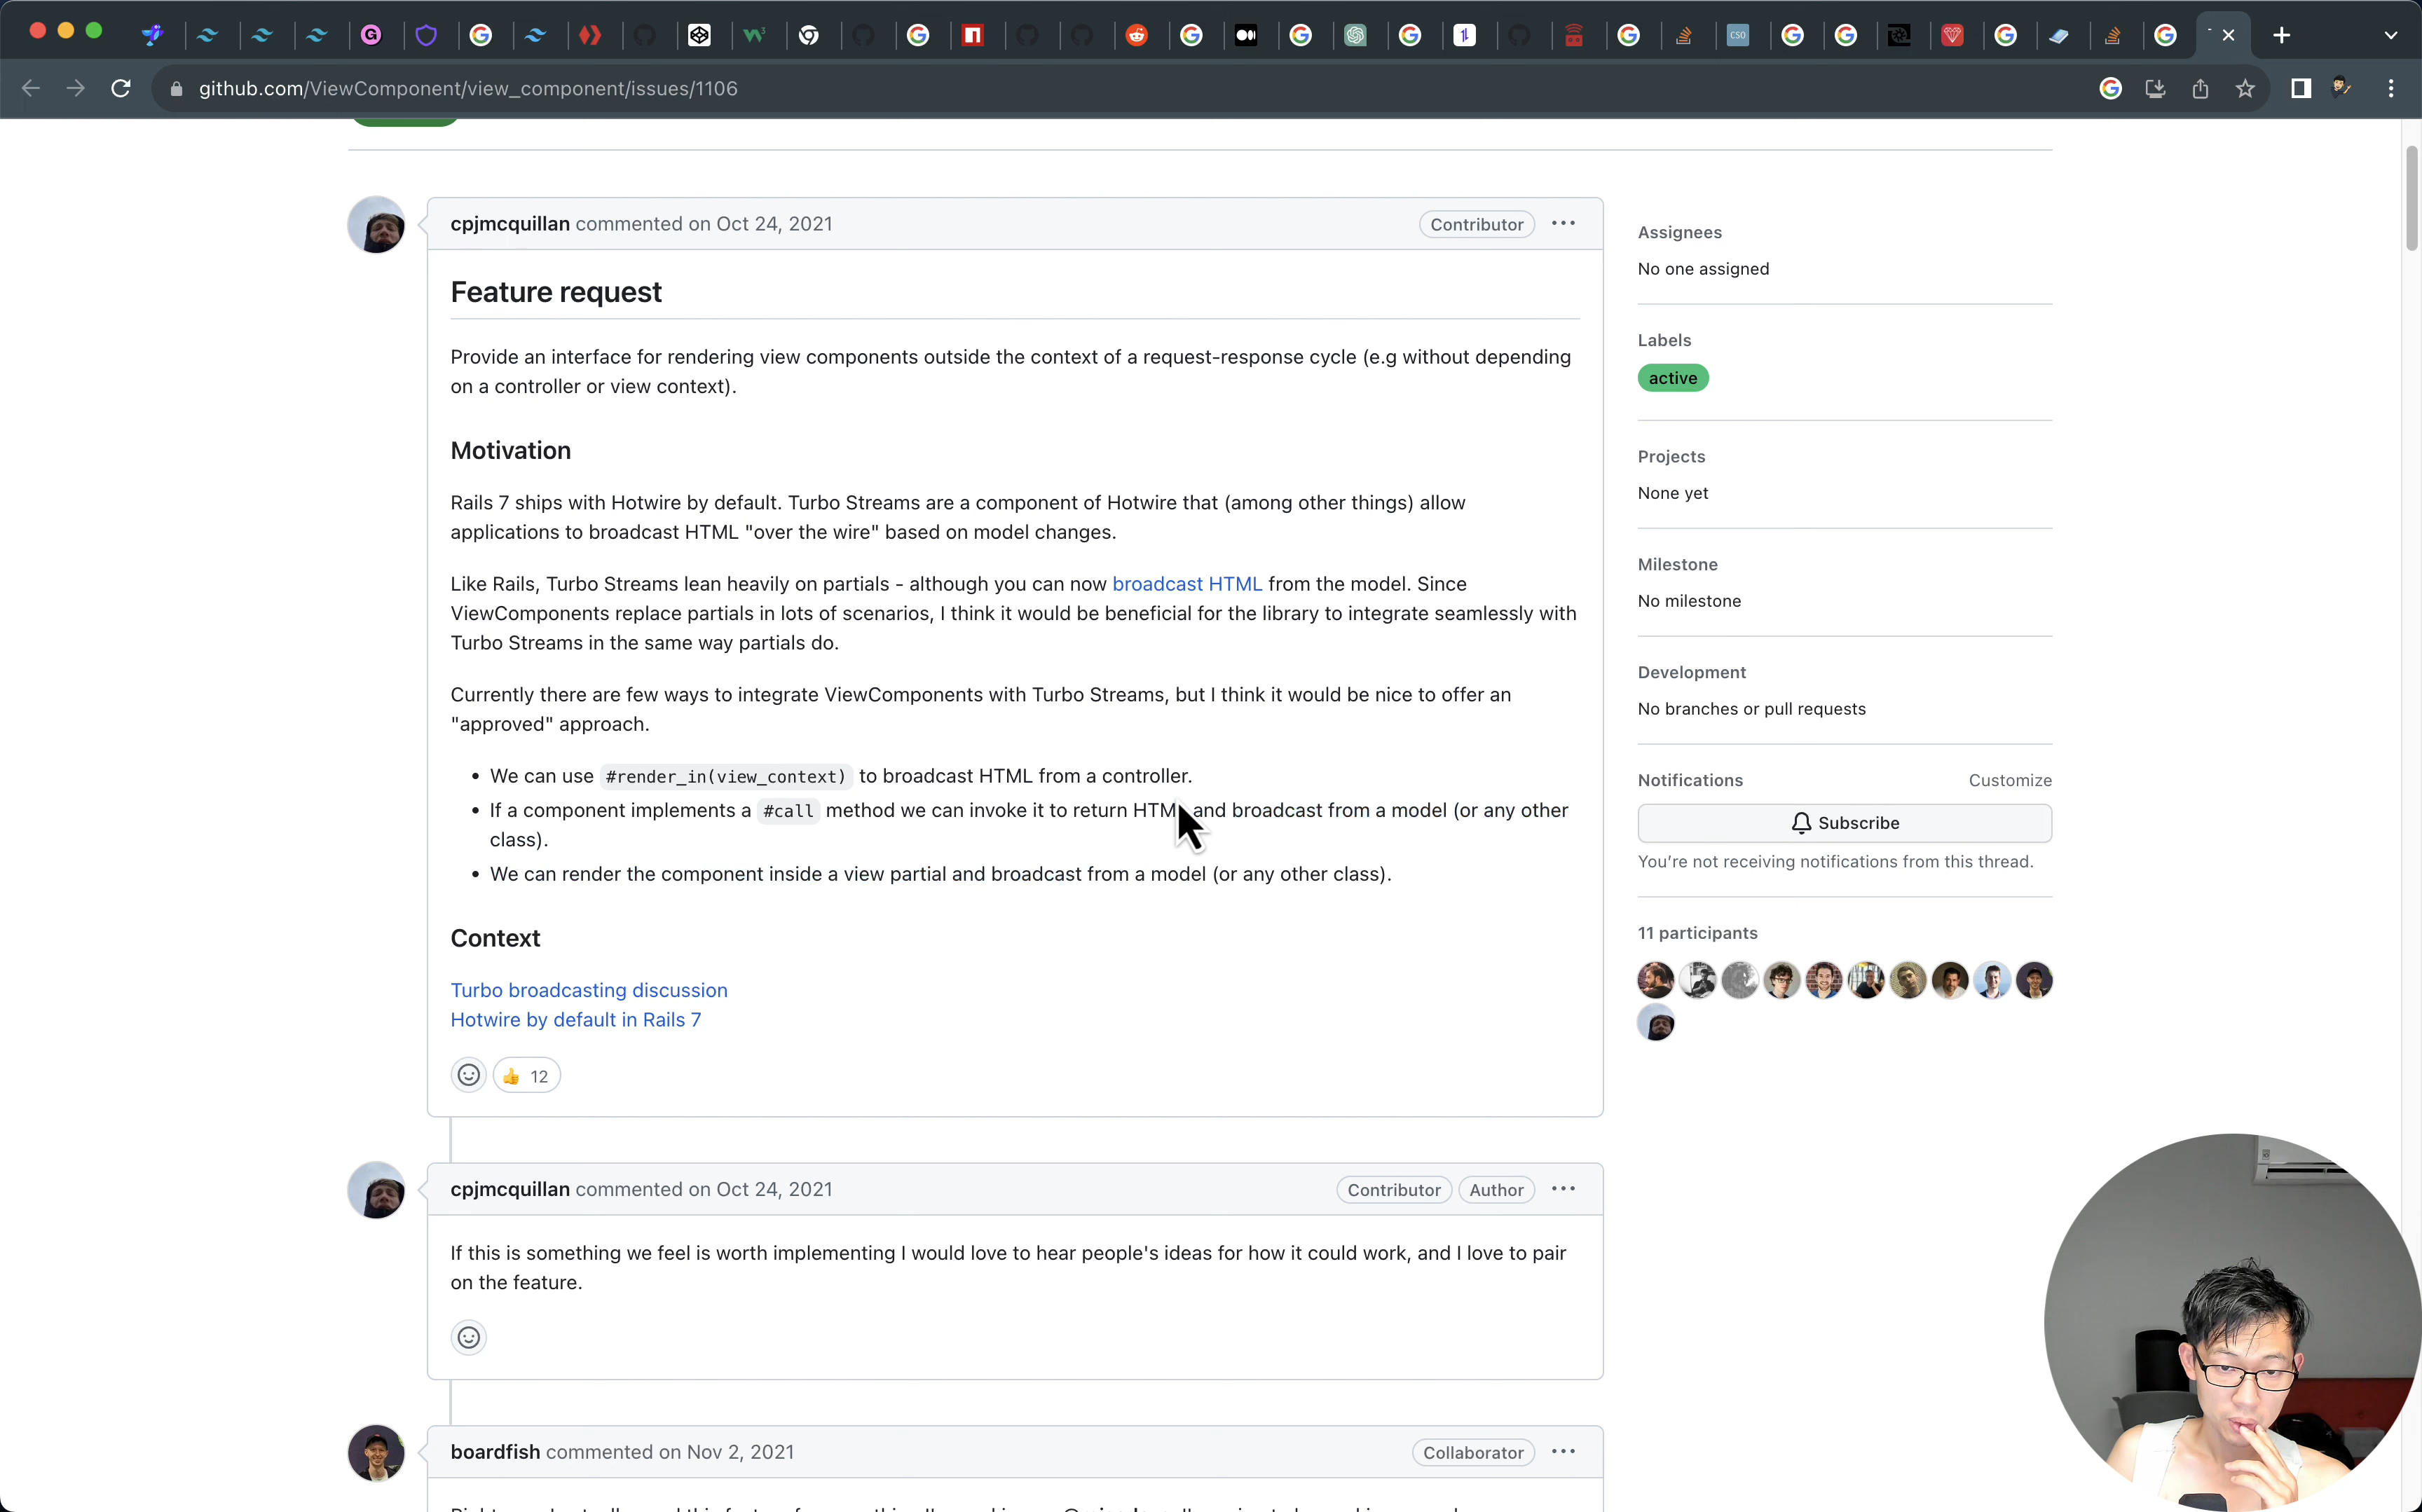 github.com/ViewComponent/view_component/issues/1106
cpjmcquillan commented on Oct 24, 2021
Contributor
Feature request
Provide an interface for rendering view components outside the context of a request-response cycle (e.g without depending
on a controller or view context).
Motivation
Rails 7 ships with Hotwire by default. Turbo Streams are a component of Hotwire that (among other things) allow
applications to broadcast HTML "over the wire" based on model changes.
Like Rails, Turbo Streams lean heavily on partials - although you can now broadcast HTML from the model. Since
ViewComponents replace partials in lots of scenarios, I think it would be beneficial for the library to integrate seamlessly with
Turbo Streams in the same way partials do.
Currently there are few ways to integrate ViewComponents with Turbo Streams, but I think it would be nice to offer an
"approved" approach.
• We can use #render_in(view_context) to broadcast HTML from a controller.
• If a component implements a #call method we can invoke it to return HTML and broadcast from a model (or any other
class).
• We can render the component inside a view partial and broadcast from a model (or any other class).
Context
Turbo broadcasting discussion
Hotwire by default in Rails 7
👍 12
cpjmcquillan commented on Oct 24, 2021
Contributor
Author
If this is something we feel is worth implementing I would love to hear people's ideas for how it could work, and I love to pair
on the feature.
boardfish commented on Nov 2, 2021
Collaborator
Assignees
No one assigned
Labels
active
Projects
None yet
Milestone
No milestone
Development
No branches or pull requests
Notifications
Customize
Subscribe
You’re not receiving notifications from this thread.
11 participants